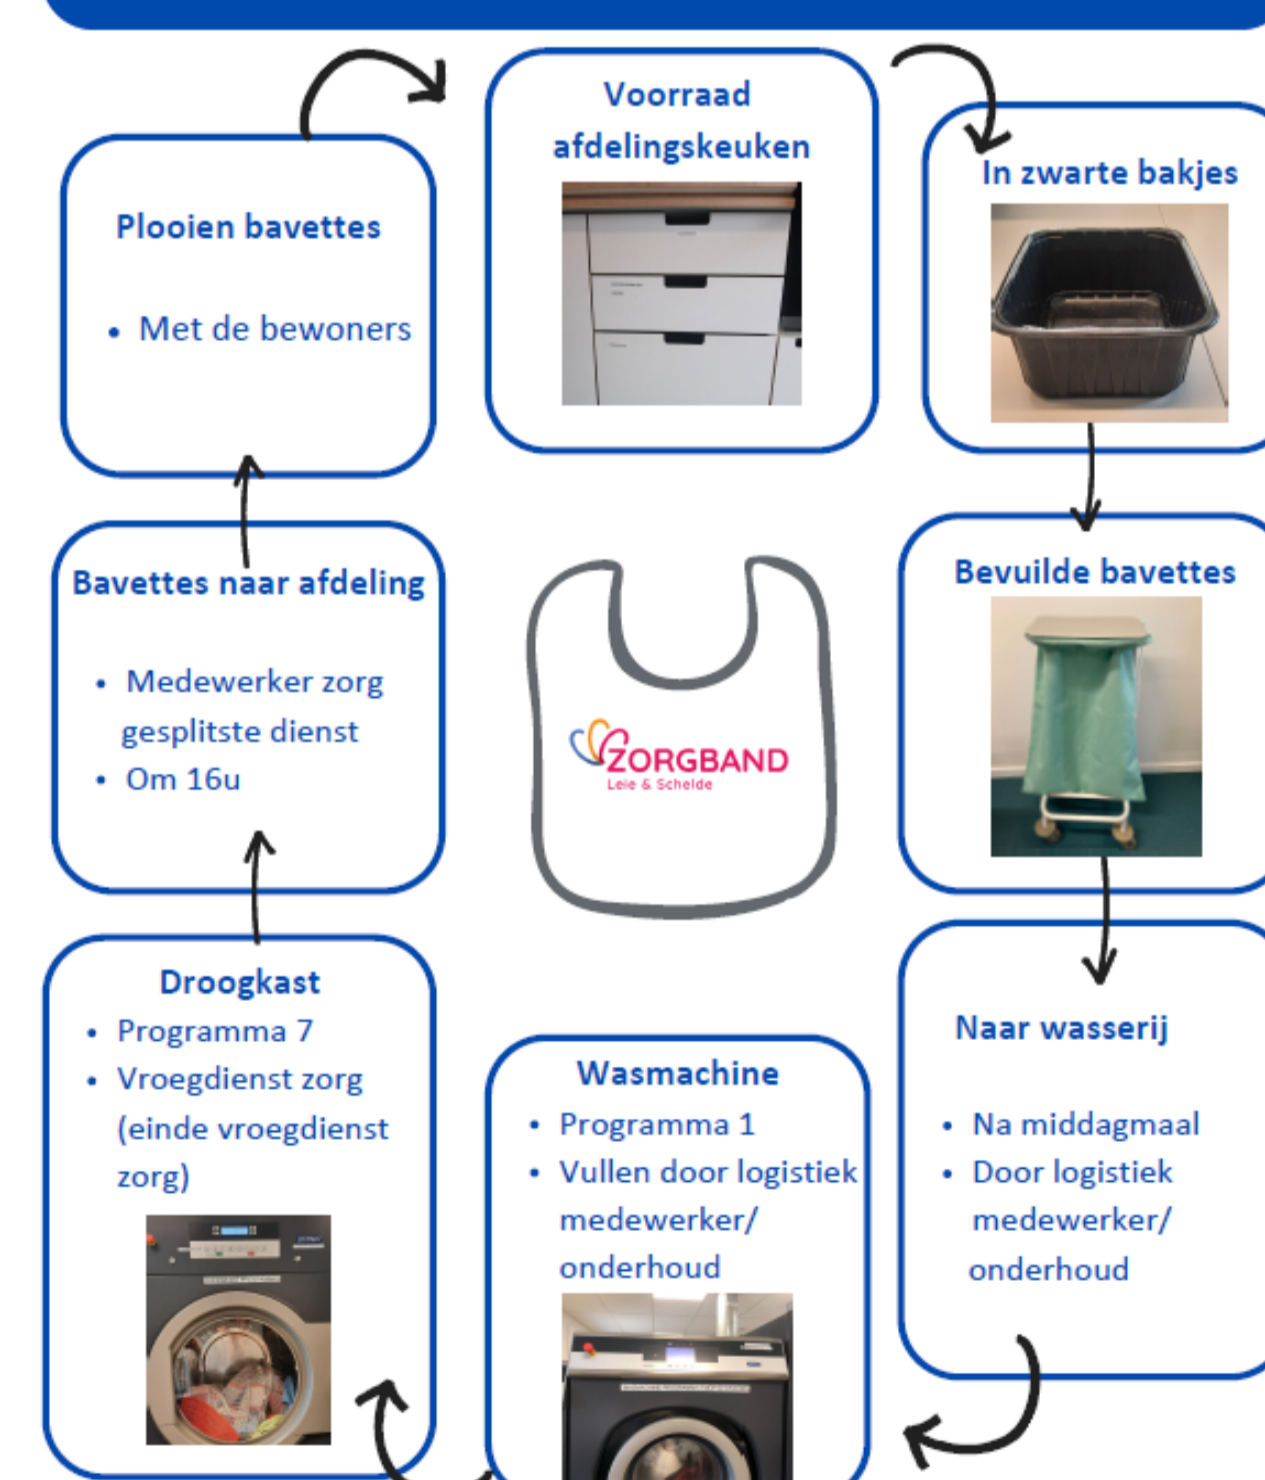 Voorraad
afdelingskeuken
In zwarte bakjes
Plooien bavettes
• Met de bewoners
Bevuilde bavettes
Bavettes naar afdeling
• Medewerker zorg
gesplitste dienst
• Om 16u
ZORGBAND
Leie & Schelde
Naar wasserij
• Na middagmaal
• Door logistiek
medewerker/
onderhoud
Wasmachine
• Programma 1
• Vullen door logistiek
medewerker/
onderhoud
Droogkast
• Programma 7
• Vroegdienst zorg
(einde vroegdienst
zorg)